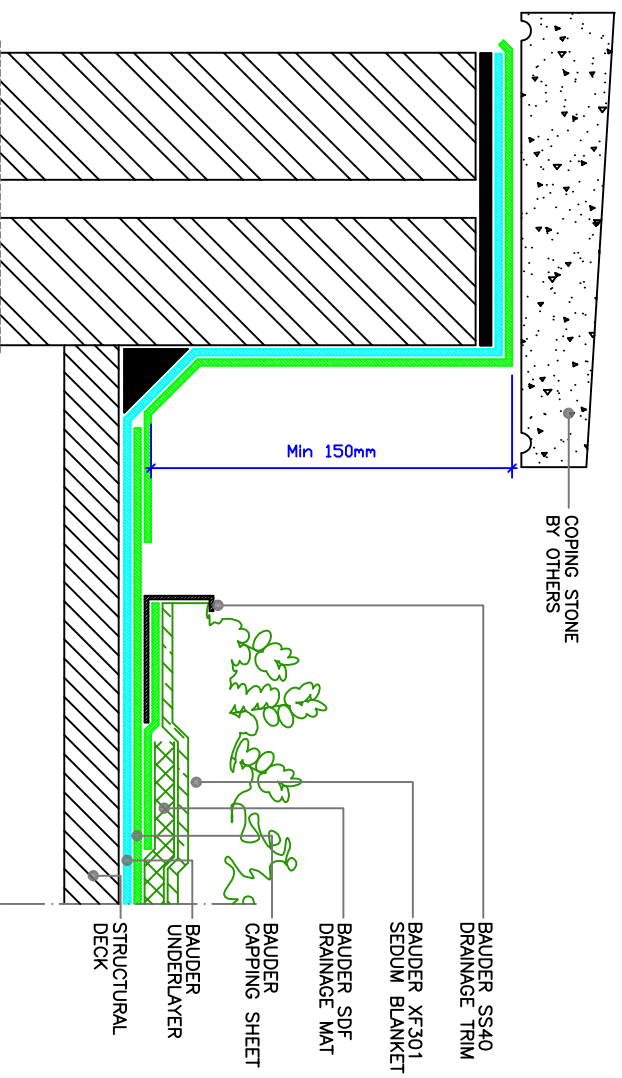 COPING STONE
BY OTHERS
Min 150mm
BAUDER SS40
DRAINAGE TRIM
BAUDER XF301
SEDUM BLANKET
BAUDER SDF
DRAINAGE MAT
BAUDER
CAPPING SHEET
BAUDER
UNDERLAYER
STRUCTURAL
DECK